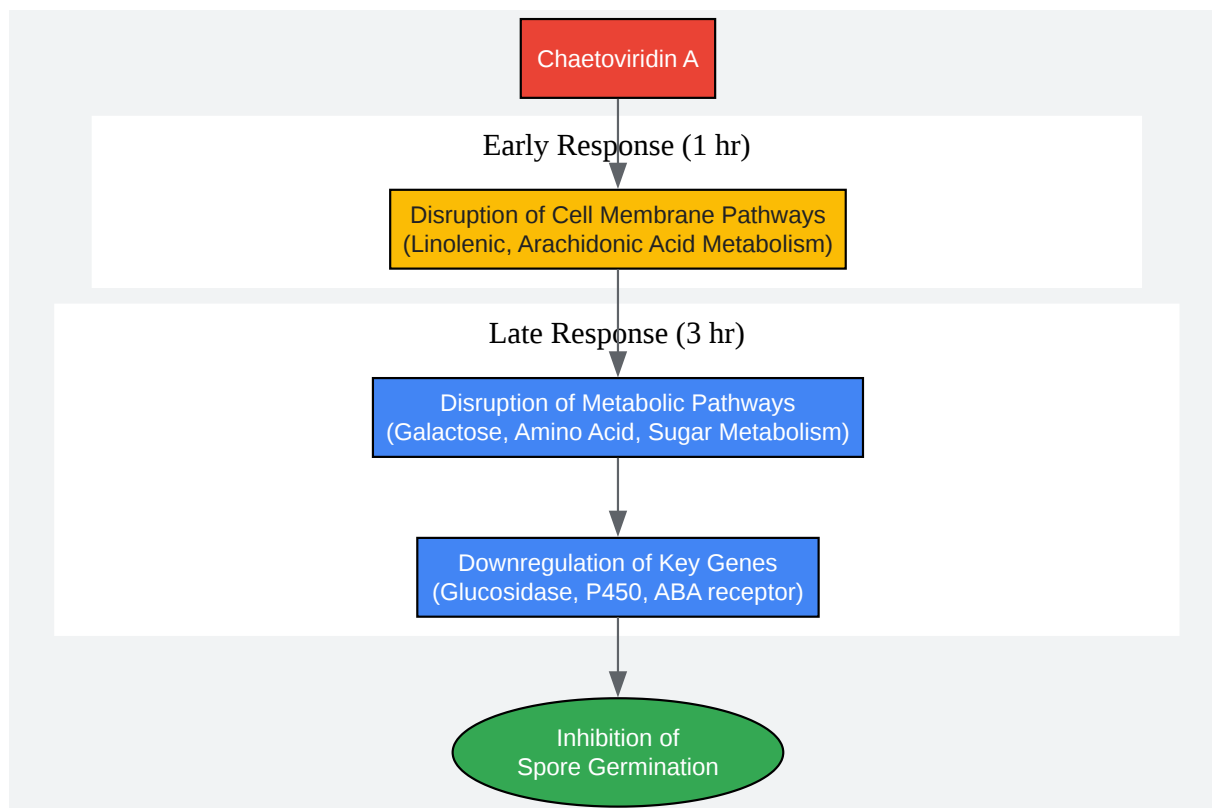 Chaetoviridin A
Early Response (1 hr)
Disruption of Cell Membrane Pathways
(Linolenic, Arachidonic Acid Metabolism)
Late Response (3 hr)
Disruption of Metabolic Pathways
(Galactose, Amino Acid, Sugar Metabolism)
Downregulation of Key Genes
(Glucosidase, P450, ABA receptor)
Inhibition of
Spore Germination